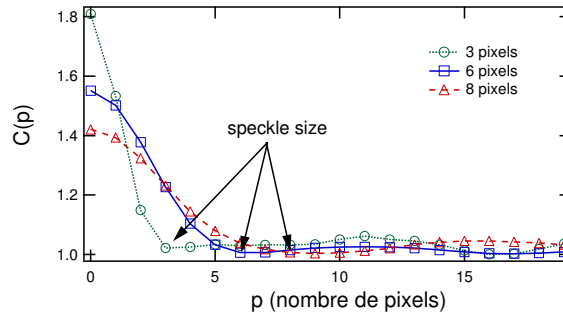 1.8
1.6
1.4
1.2
1.0
C(p)
3 pixels
6 pixels
8 pixels
speckle size
0
5
10
15
p (nombre de pixels)